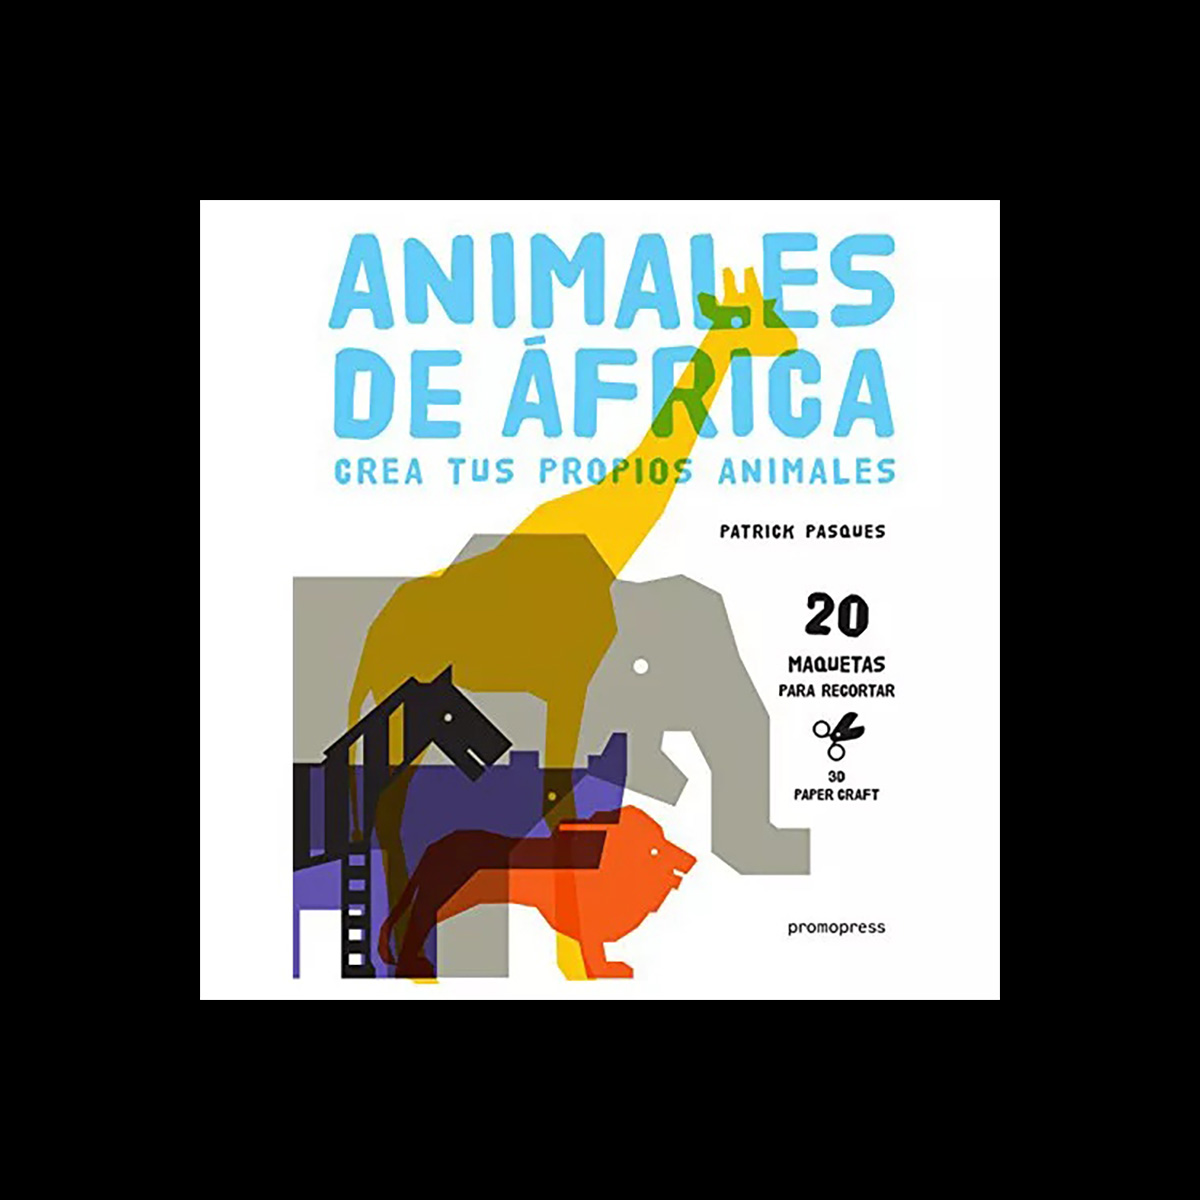 ANIMALES
DE ÁFRICA
CREA TUS PROPIOS ANIMALES
PATRICK PASQUES
20
MAQUETAS
PARA RECORTAR
3D
PAPER CRAFT
promopress